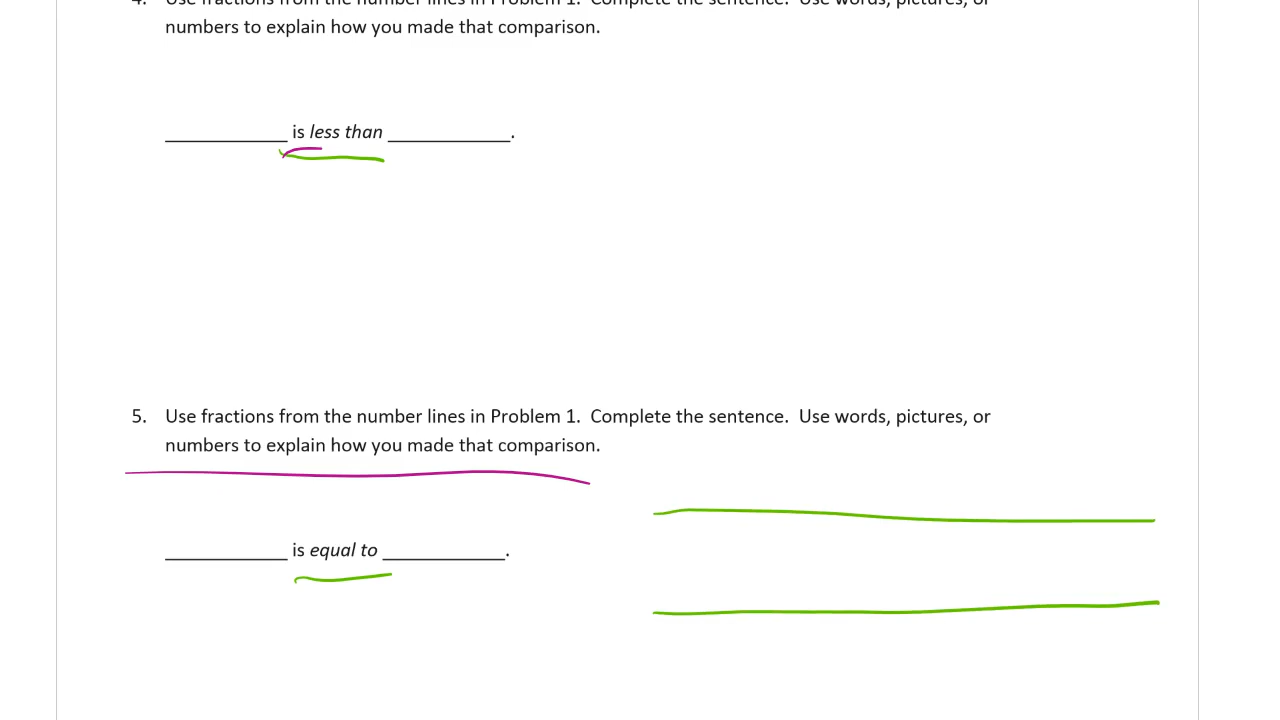 4. Use fractions from the number lines in Problem 1. Complete the sentence. Use words, pictures, or
numbers to explain how you made that comparison.
____________ is less than ____________.
5. Use fractions from the number lines in Problem 1. Complete the sentence. Use words, pictures, or
numbers to explain how you made that comparison.
____________ is equal to ____________.